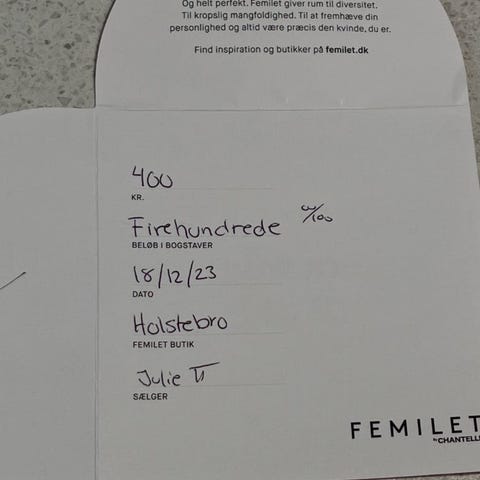 Og helt perfekt. Femilet giver rum til diversitet.
Til kropslig mangfoldighed. Til at fremhæve din
personlighed og altid være præcis den kvinde, du er.
Find inspiration og butikker på femilet.dk
400
KR.
Firehundrede 00/100
BELØB I BOGSTAVER
18/12/23
DATO
Holstebro
FEMILET BUTIK
Julie
SÆLGER
FEMILET
BY CHANTELLE